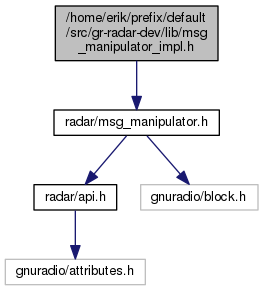 /home/erik/prefix/default
/src/gr-radar-dev/lib/msg
_manipulator_impl.h
radar/msg_manipulator.h
radar/api.h
gnuradio/block.h
gnuradio/attributes.h